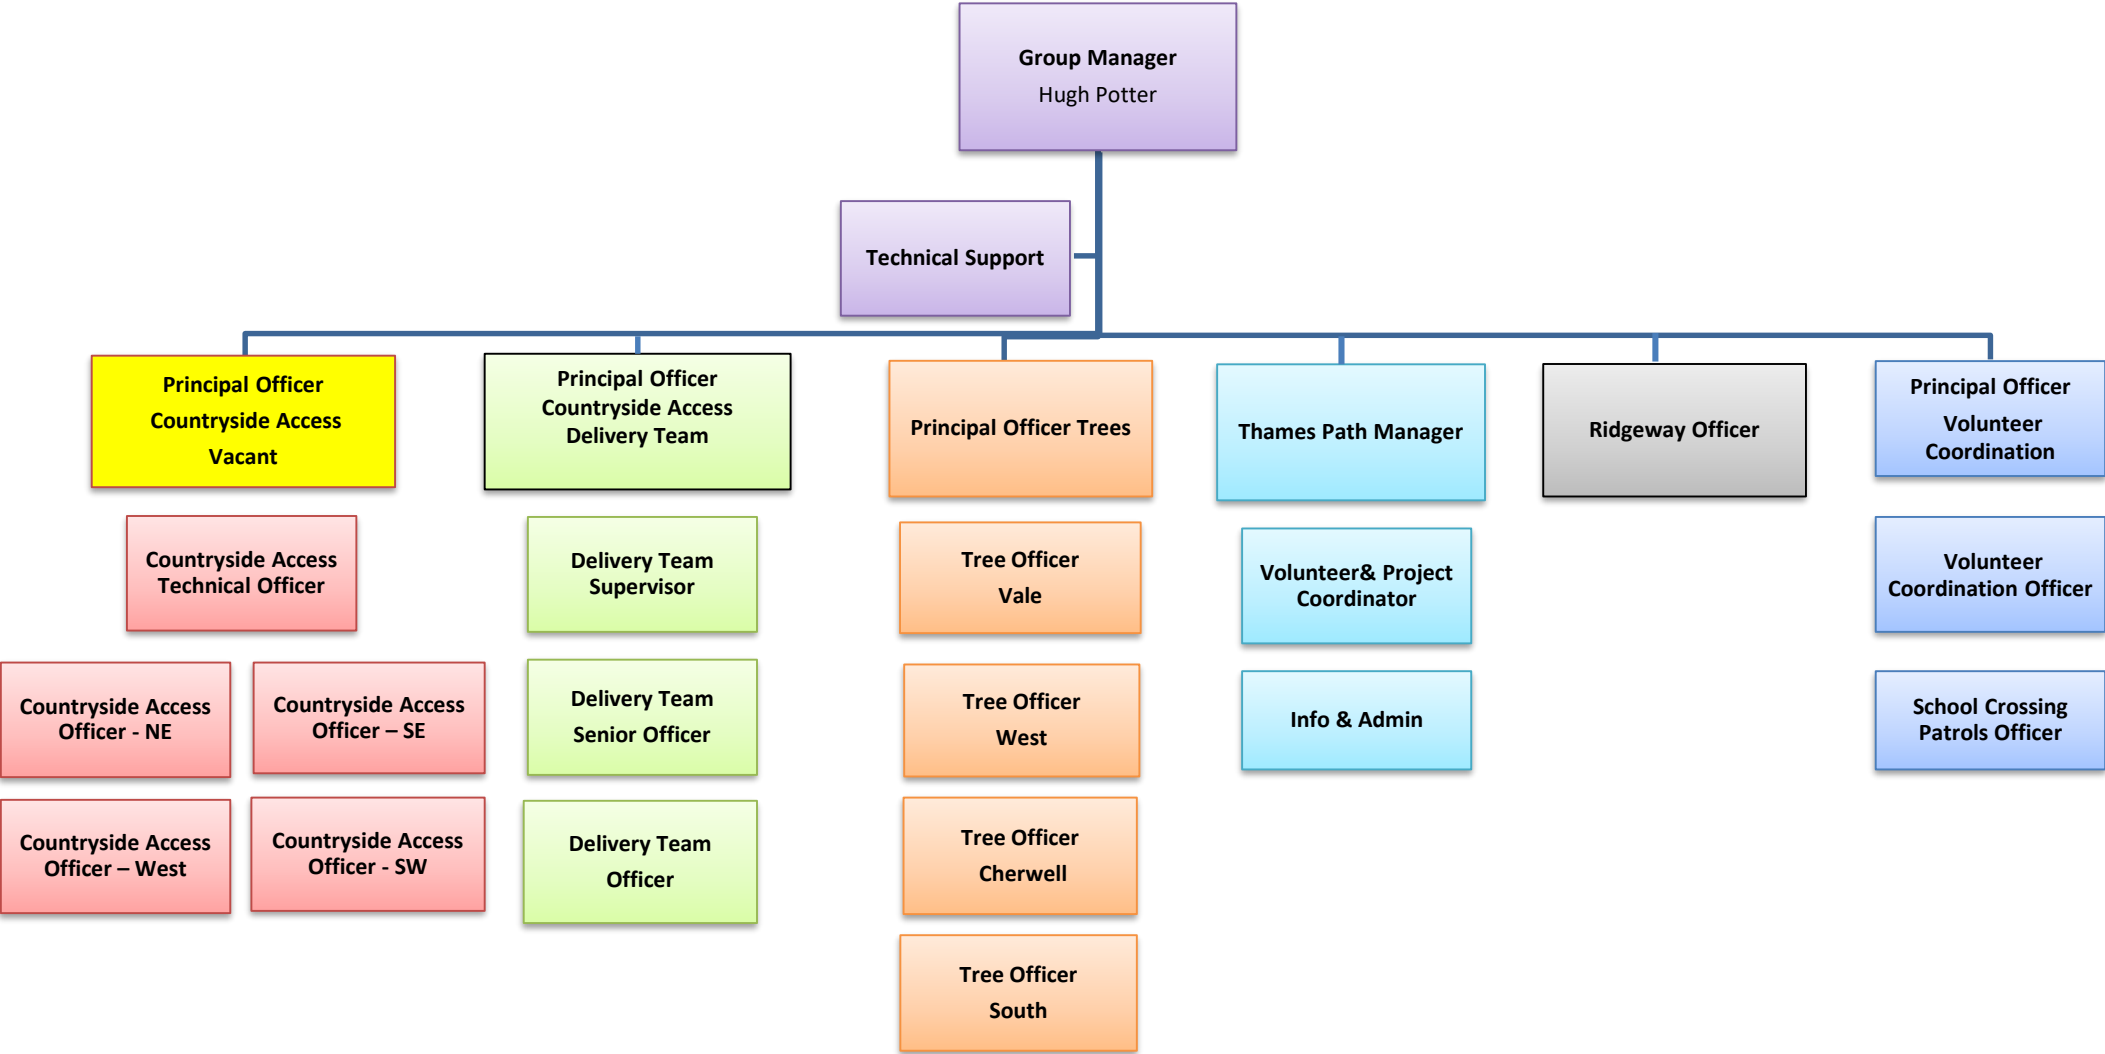 Group Manager
Hugh Potter
Technical Support
Principal Officer
Countryside Access
Vacant
Principal Officer
Countryside Access
Delivery Team
Principal Officer Trees
Thames Path Manager
Ridgeway Officer
Principal Officer
Volunteer
Coordination
Countryside Access
Technical Officer
Delivery Team
Supervisor
Tree Officer
Vale
Volunteer& Project
Coordinator
Volunteer
Coordination Officer
Countryside Access
Officer - NE
Countryside Access
Officer – SE
Delivery Team
Senior Officer
Tree Officer
West
Info & Admin
School Crossing
Patrols Officer
Countryside Access
Officer – West
Countryside Access
Officer - SW
Delivery Team
Officer
Tree Officer
Cherwell
Tree Officer
South